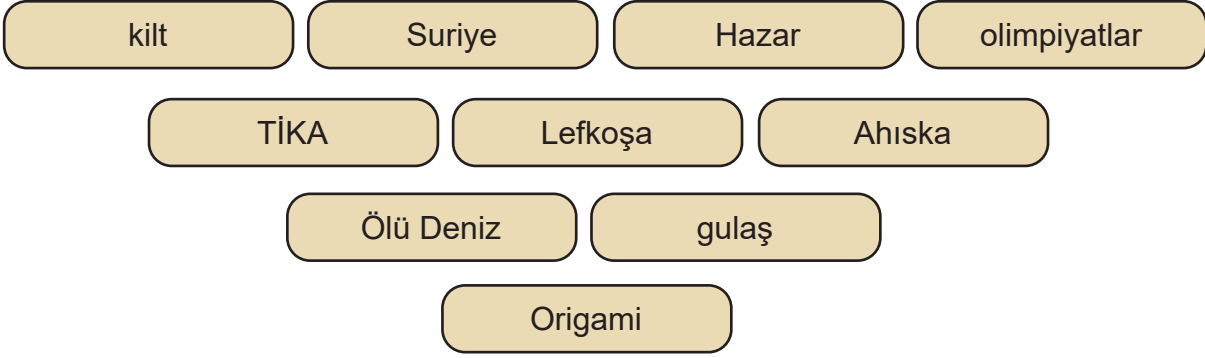 kilt Suriye Hazar olimpiyatlar
TİKA Lefkoşa Ahıska
Ölü Deniz gulaş
Origami